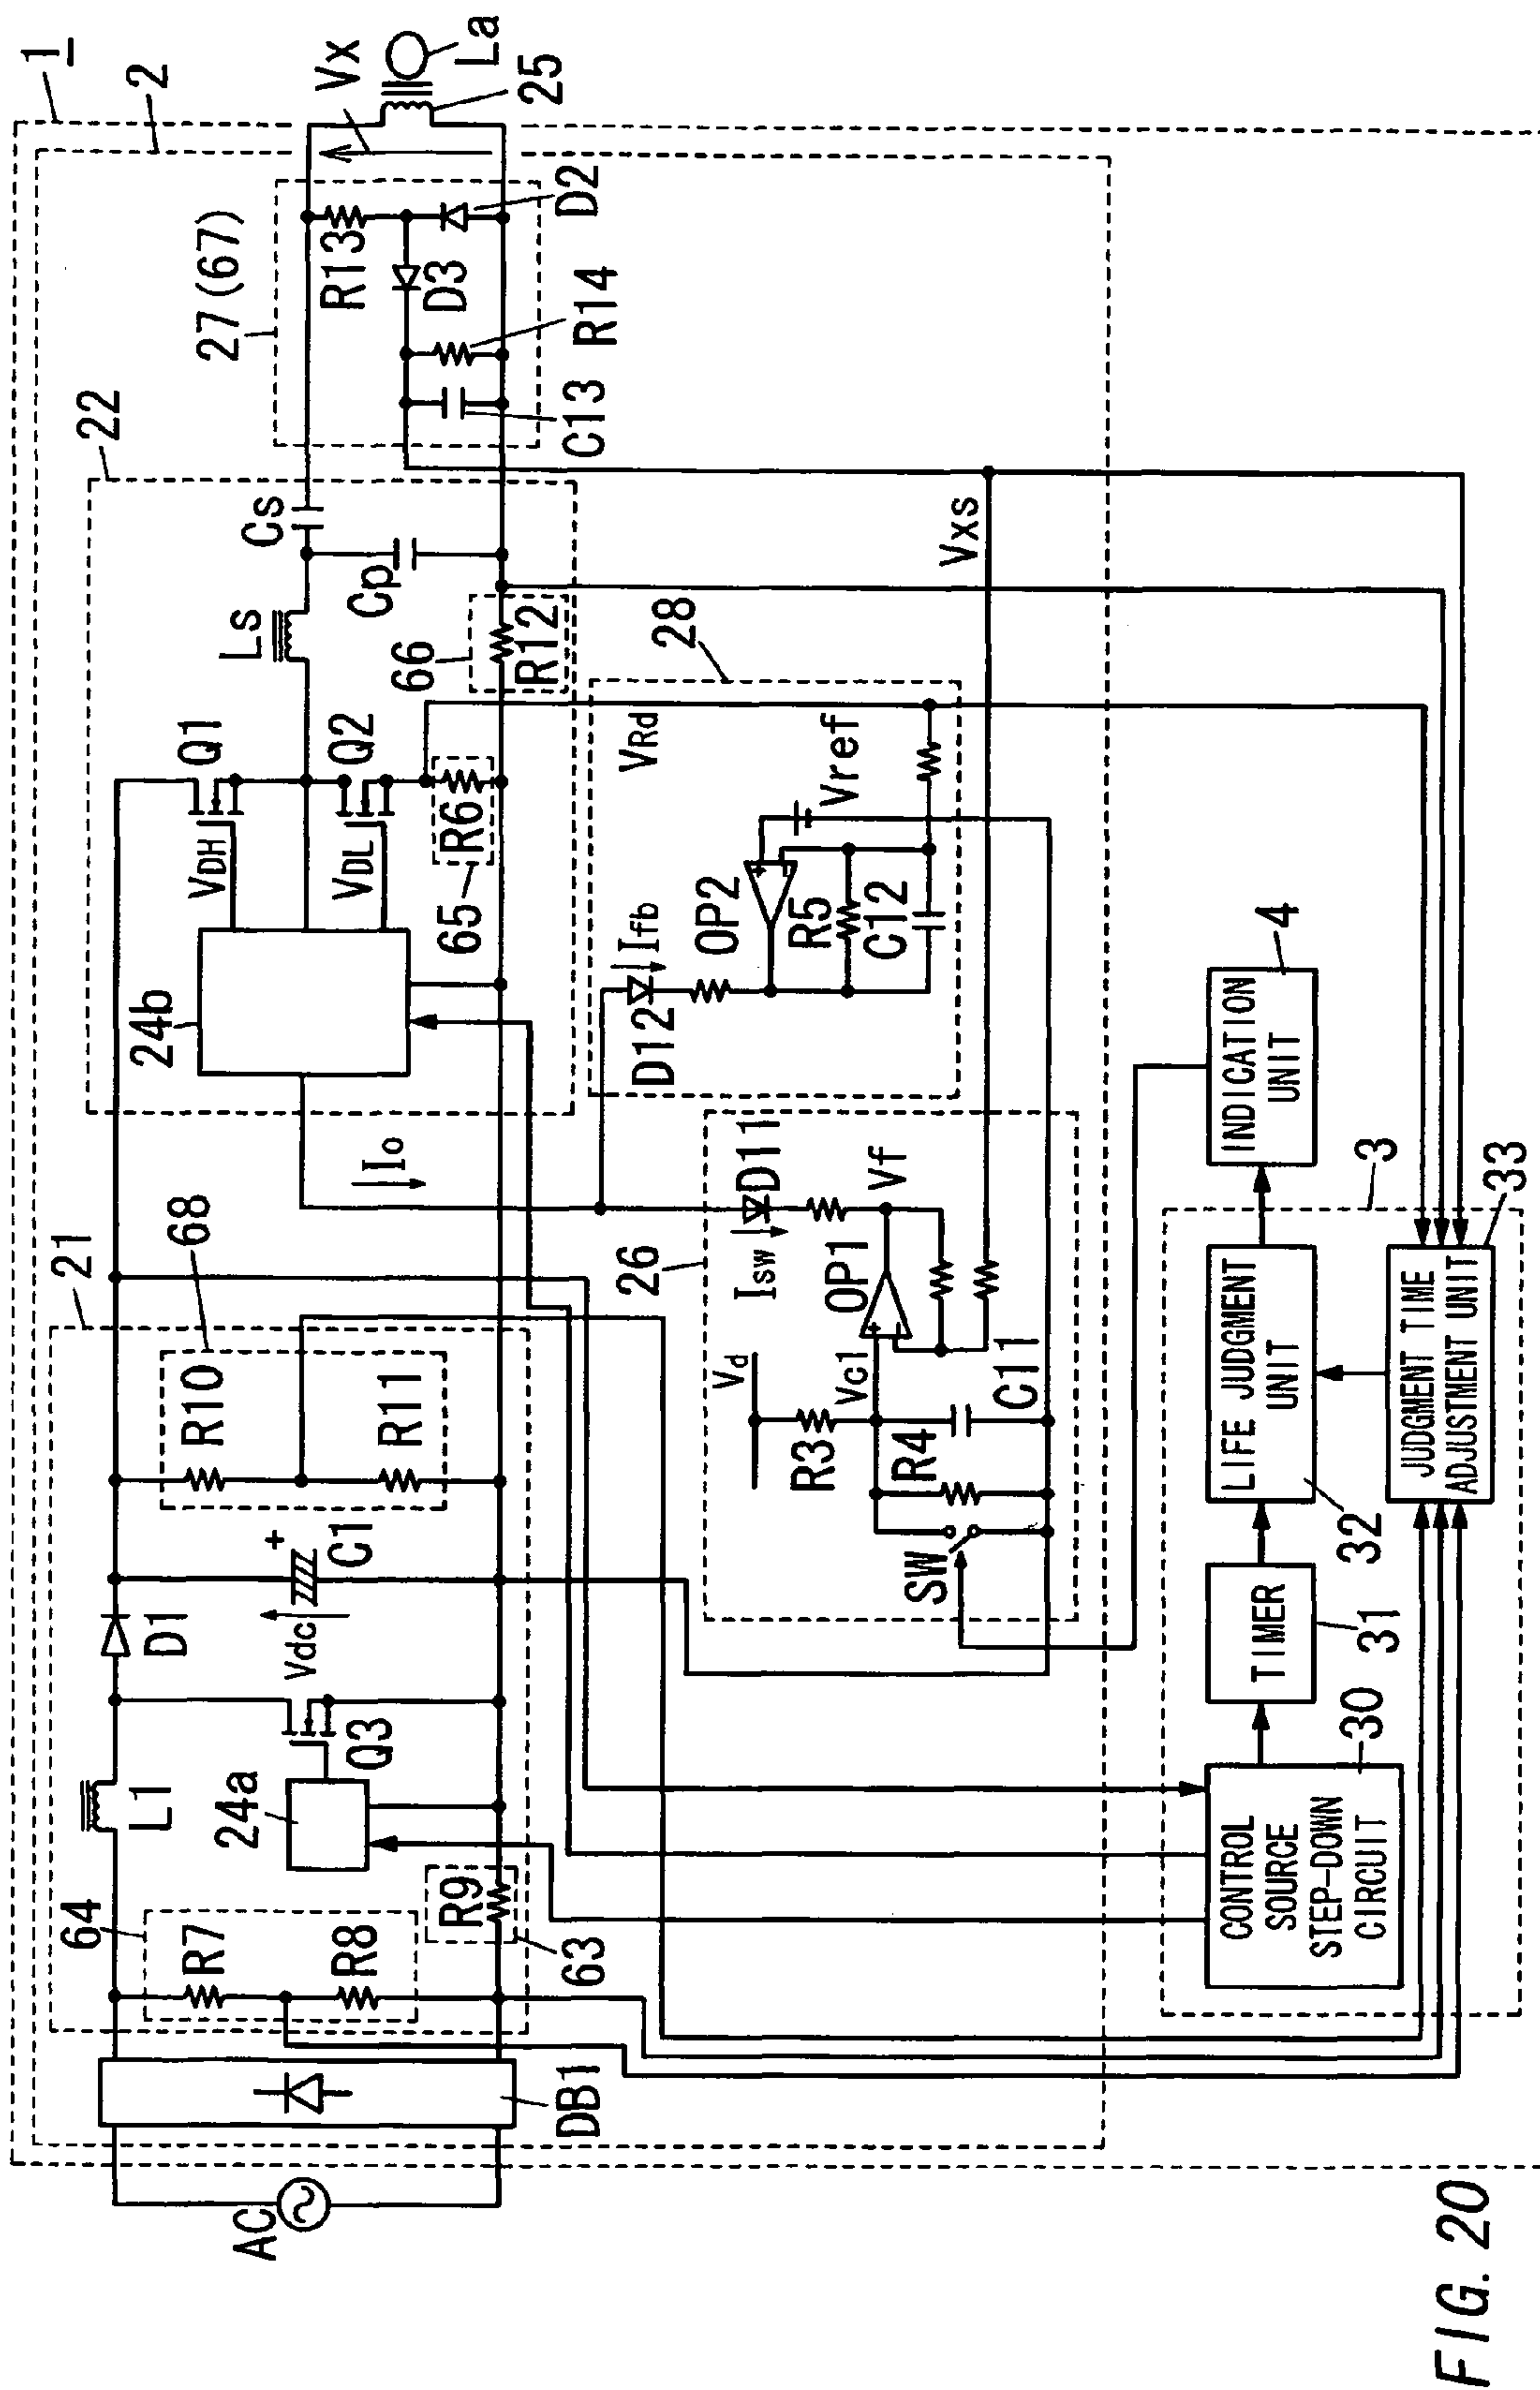 1
2
21
22
64
L1
D1
68
R7
R8
24a
Q3
Vdc
+
C1
R10
R11
24b
VDH
VDL
Q1
Q2
Ls
Cs
Cp
27(67)
R13
D3
D2
R14
C13
Vx
La
25
AC
DB1
R9
63
Io
R6
65
66
R12
26
Isw
D11
Vd
R3
Vc1
R4
C11
SW
OP1
Vf
28
D12
Ifb
OP2
R5
C12
Vref
VRd
Vxs
CONTROL
SOURCE
STEP-DOWN
CIRCUIT
30
TIMER
31
LIFE JUDGMENT
UNIT
32
INDICATION
UNIT
4
3
JUDGMENT TIME
ADJUSTMENT UNIT
33
FIG. 20